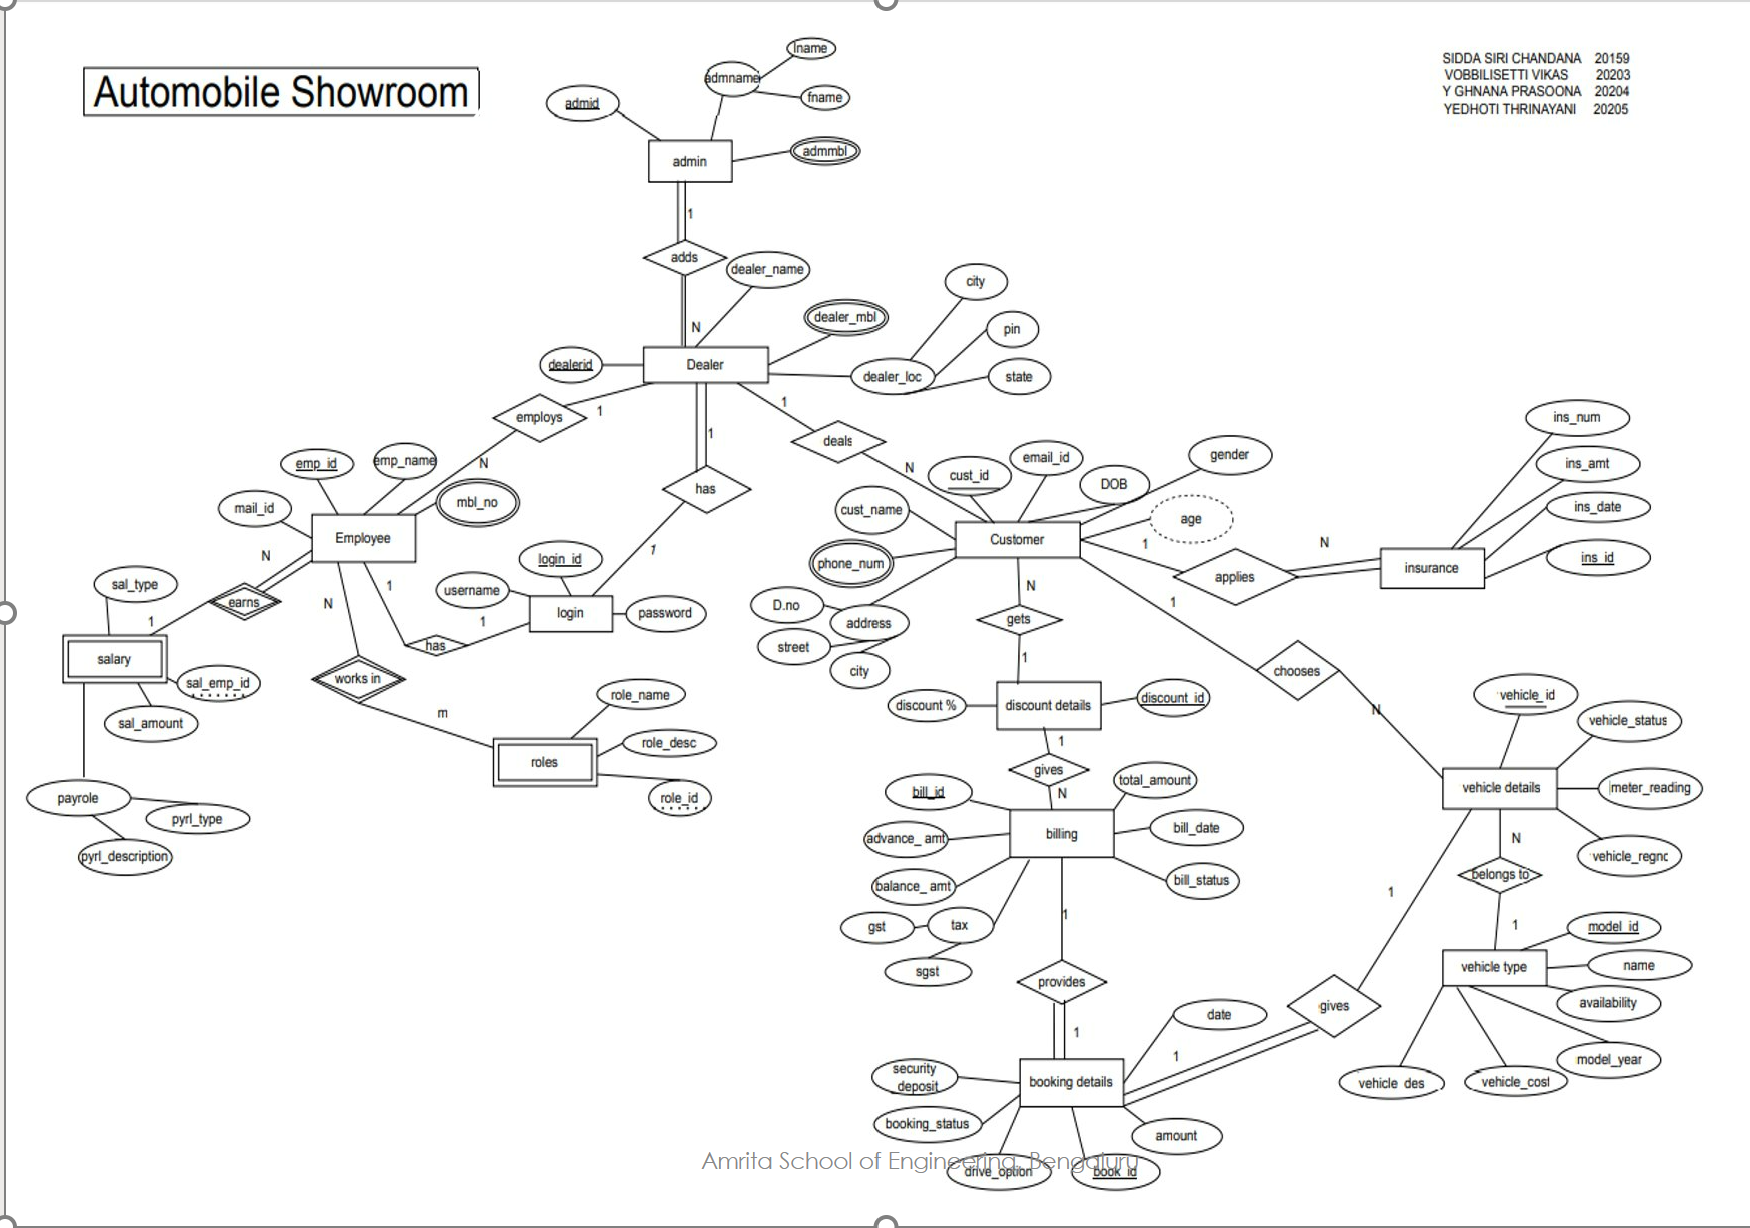 Automobile Showroom
SIDDA SIRI CHANDANA 20159
VOBBILISETTI VIKAS 20203
Y GHNANA PRASOONA 20204
YEDHOTI THRINAYANI 20205
lname
admname
fname
admid
admmbl
admin
1
adds
dealer_name
N
dealer_mbl
city
pin
state
dealerid
Dealer
dealer_loc
employs
1
N
1
deals
N
1
has
1
emp_id
emp_name
mbl_no
mail_id
Employee
N
earns
1
sal_type
salary
sal_emp_id
sal_amount
payrole
pyrl_type
pyrl_description
N
works in
m
roles
role_name
role_desc
role_id
1
has
1
login_id
username
login
password
cust_id
email_id
DOB
gender
age
cust_name
Customer
phone_num
D.no
address
street
city
1
applies
N
insurance
ins_num
ins_amt
ins_date
ins_id
N
gets
1
discount %
discount details
discount_id
1
gives
N
bill_id
total_amount
advance_ amt
billing
bill_date
balance_ amt
bill_status
gst
tax
sgst
1
provides
1
date
security
deposit
booking details
booking_status
amount
drive_option
book_id
1
chooses
N
vehicle_id
vehicle_status
vehicle details
meter_reading
vehicle_regno
N
belongs to
1
model_id
vehicle type
name
availability
model_year
vehicle_des
vehicle_cost
1
gives
1
Amrita School of Engineering, Bengaluru